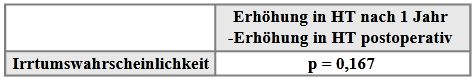 Erhöhung in HT nach 1 Jahr
-Erhöhung in HT postoperativ
Irrtumswahrscheinlichkeit p = 0,167